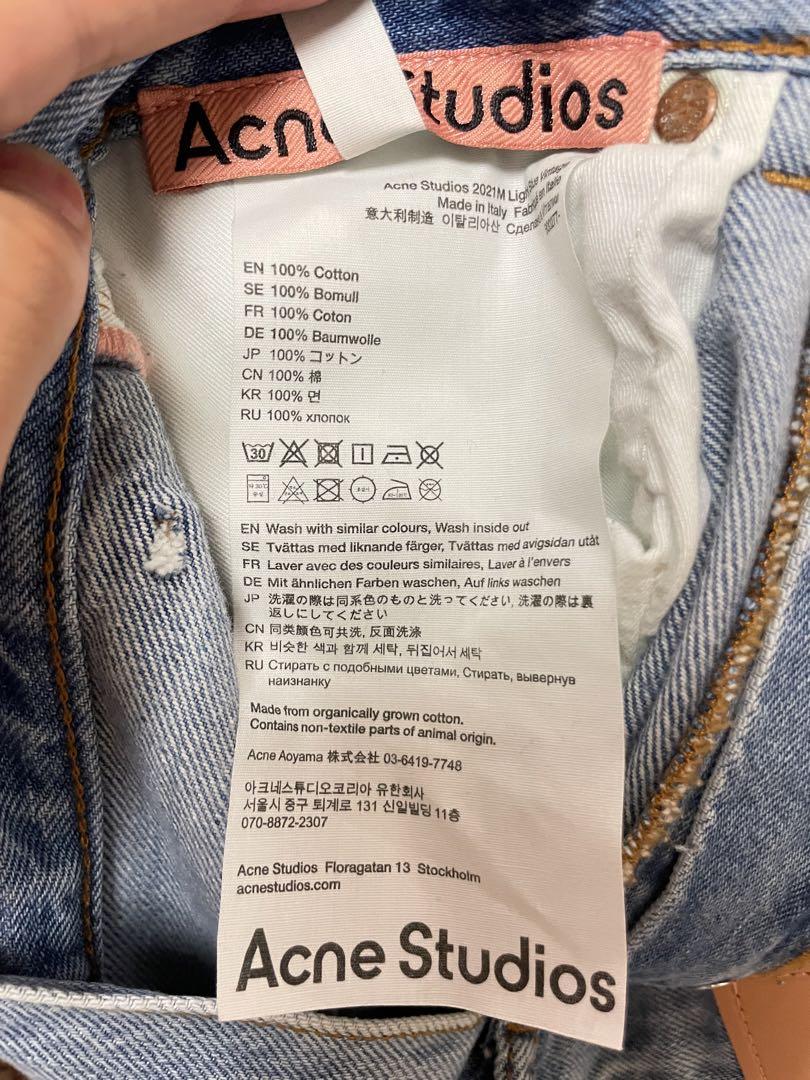 Acne Studios
Acne Studios 2021M Light Blue Vintage
Made in Italy
意大利制造 이탈리아산
EN 100% Cotton
SE 100% Bomull
FR 100% Coton
DE 100% Baumwolle
JP 100% コットン
CN 100% 棉
KR 100% 면
RU 100% хлопок
30
EN Wash with similar colours, Wash inside out
SE Tvättas med liknande färger, Tvättas med avigsidan utåt
FR Laver avec des couleurs similaires, Laver à l'envers
DE Mit ähnlichen Farben waschen, Auf links waschen
JP 洗濯の際は同系色のものと洗ってください, 洗濯の際は裏
返しにしてください
CN 同类颜色可共洗, 反面洗涤
KR 비슷한 색과 함께 세탁, 뒤집어서 세탁
RU Стирать с подобными цветами, Стирать, вывернув
наизнанку
Made from organically grown cotton.
Contains non-textile parts of animal origin.
Acne Aoyama 株式会社 03-6419-7748
아크네스튜디오코리아 유한회사
서울시 중구 퇴계로 131 신일빌딩 11층
070-8872-2307
Acne Studios Floragatan 13 Stockholm
acnestudios.com
Acne Studios